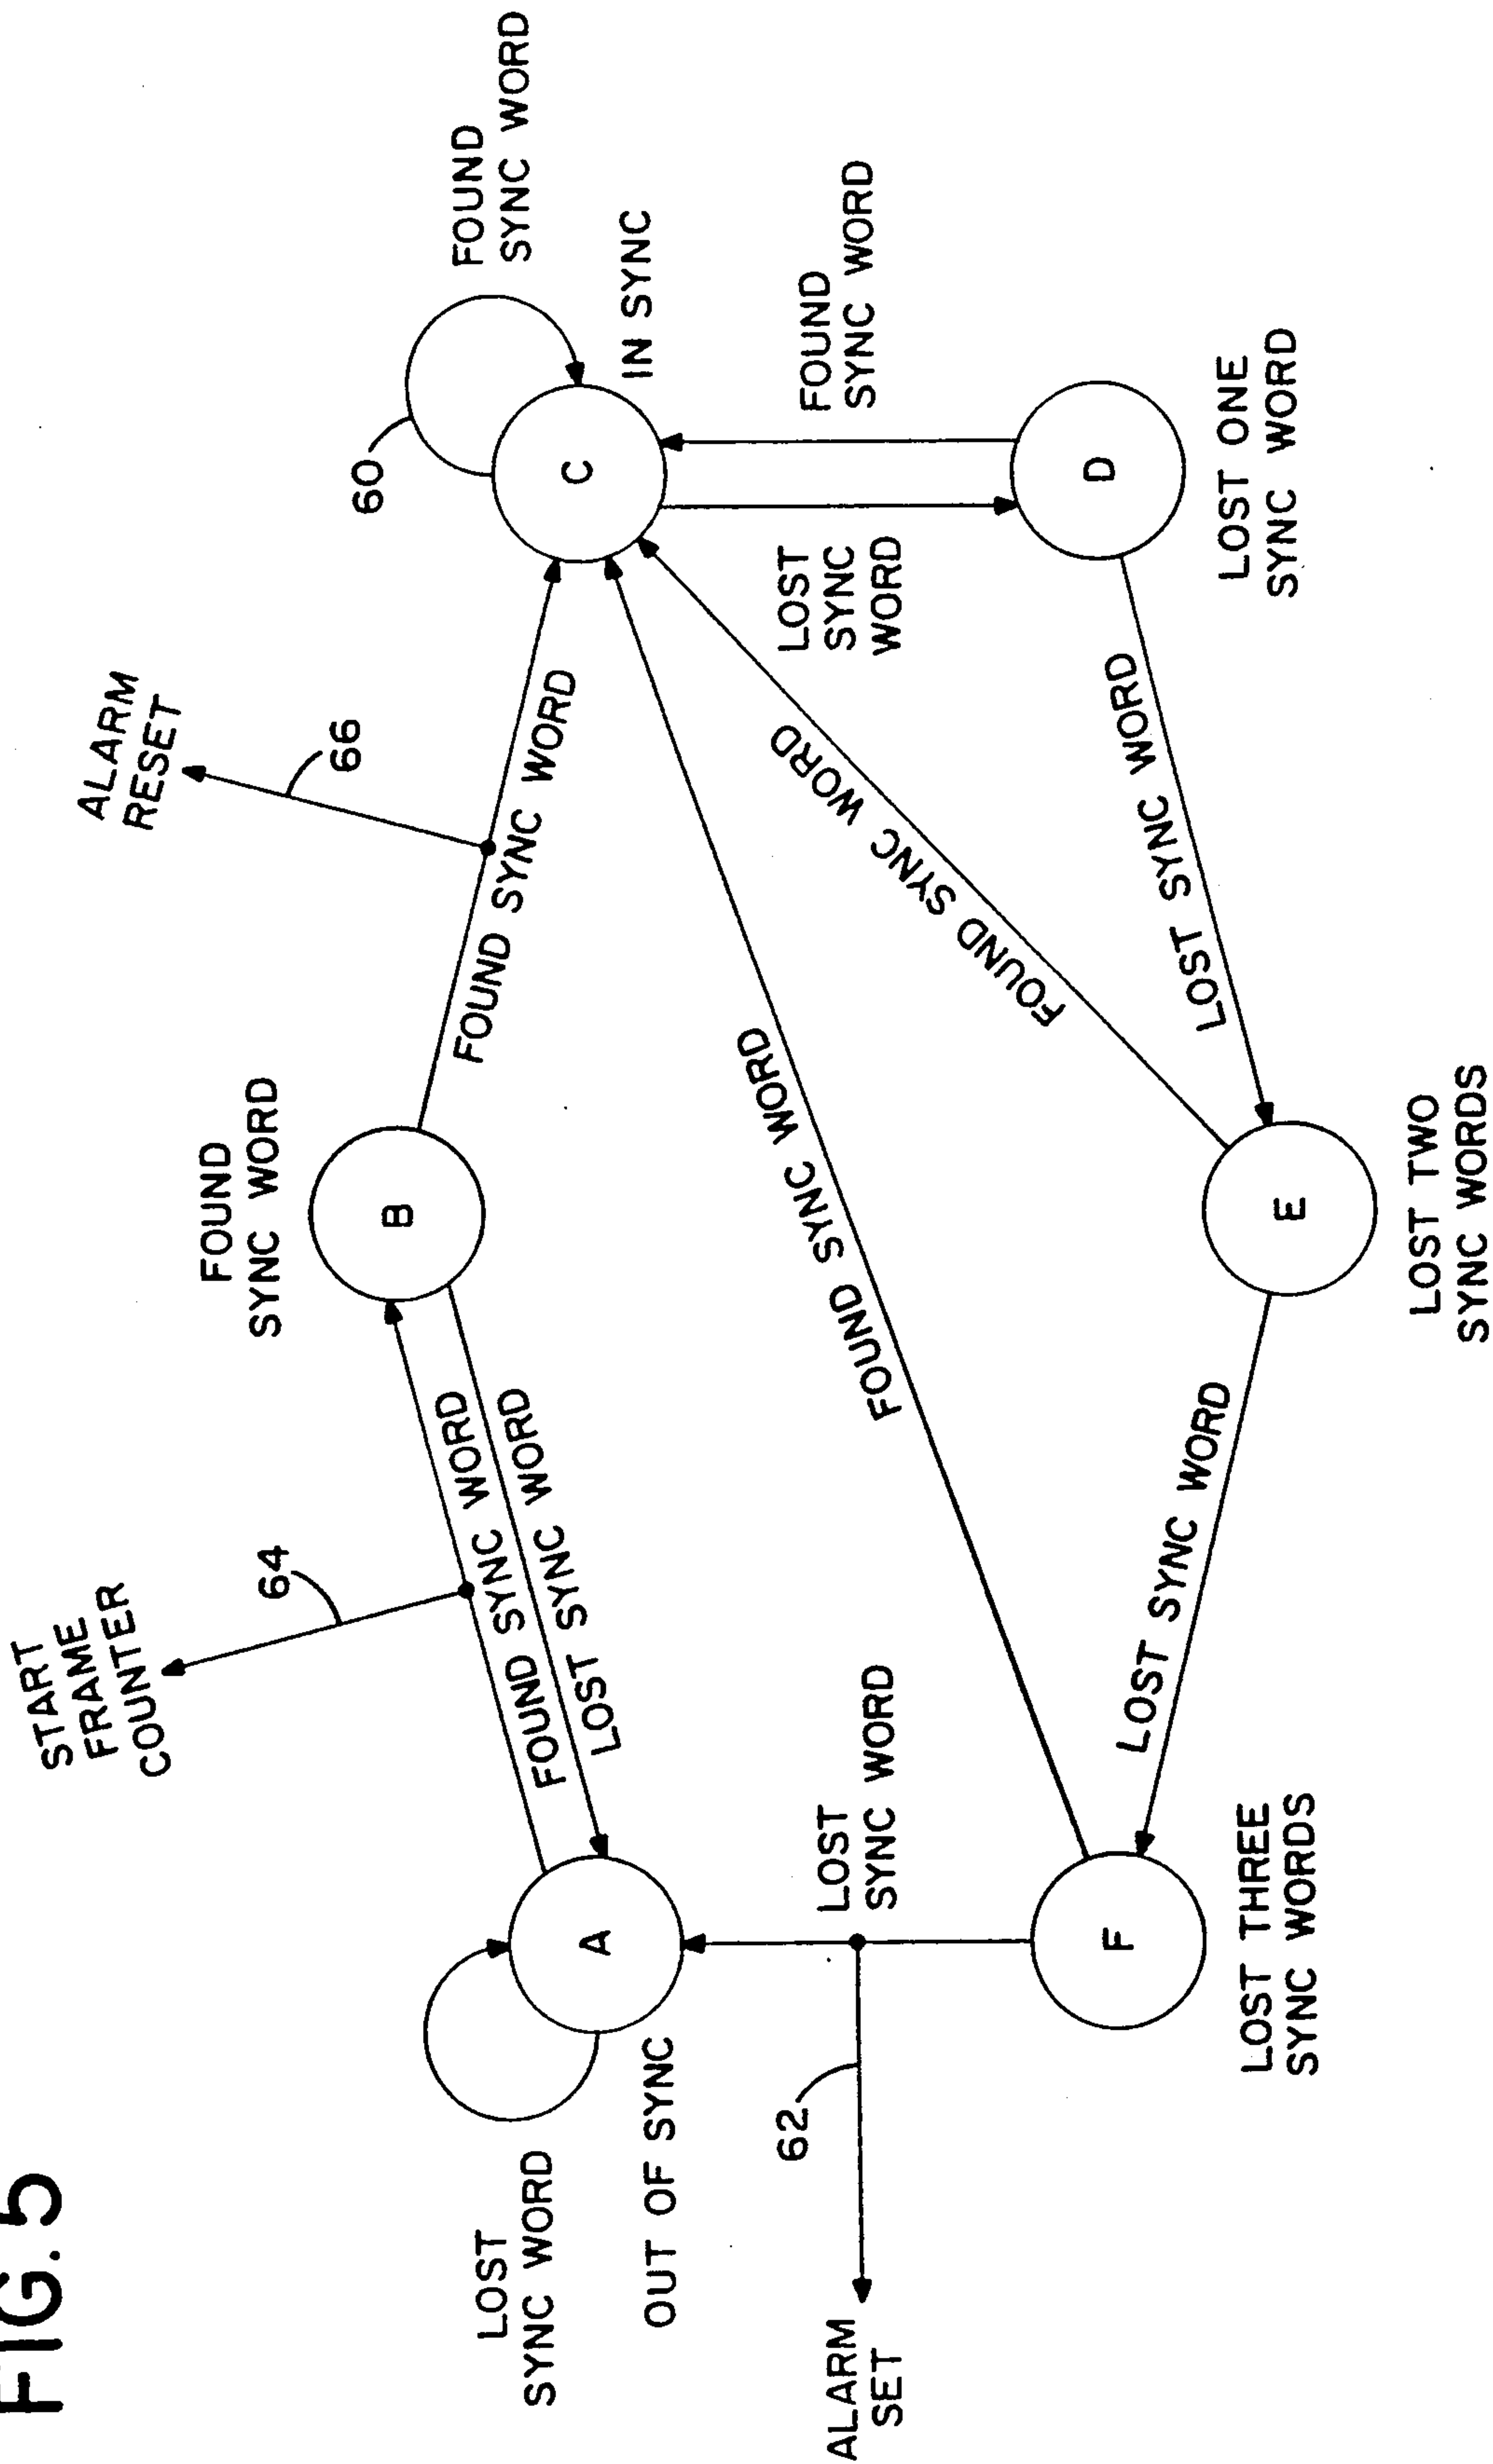 FIG. 5
START
FRAME
COUNTER
64
ALARM
RESET
66
FOUND
SYNC WORD
B
60
FOUND
SYNC WORD
LOST
SYNC WORD
A
OUT OF SYNC
FOUND SYNC WORD
LOST SYNC WORD
FOUND SYNC WORD
C
IN SYNC
ALARM
SET
62
LOST
SYNC WORD
FOUND SYNC WORD
FOUND SYNC WORD
LOST
SYNC
WORD
FOUND
SYNC WORD
F
LOST THREE
SYNC WORDS
LOST SYNC WORD
E
LOST TWO
SYNC WORDS
LOST SYNC WORD
D
LOST ONE
SYNC WORD